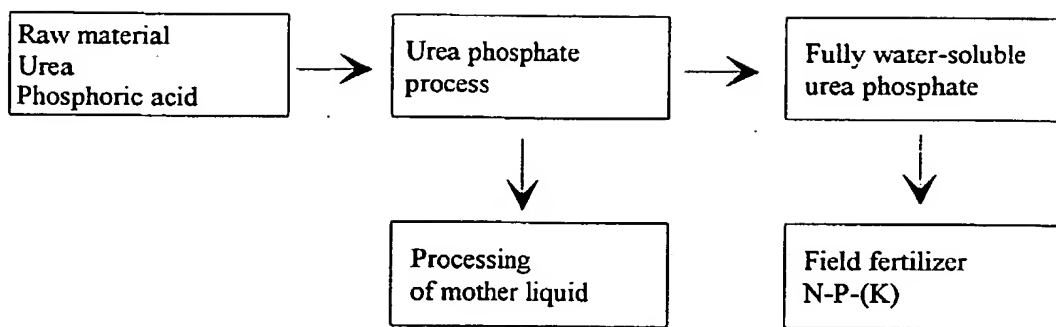 Raw material
Urea
Phosphoric acid
Urea phosphate
process
Fully water-soluble
urea phosphate
Processing
of mother liquid
Field fertilizer
N-P-(K)